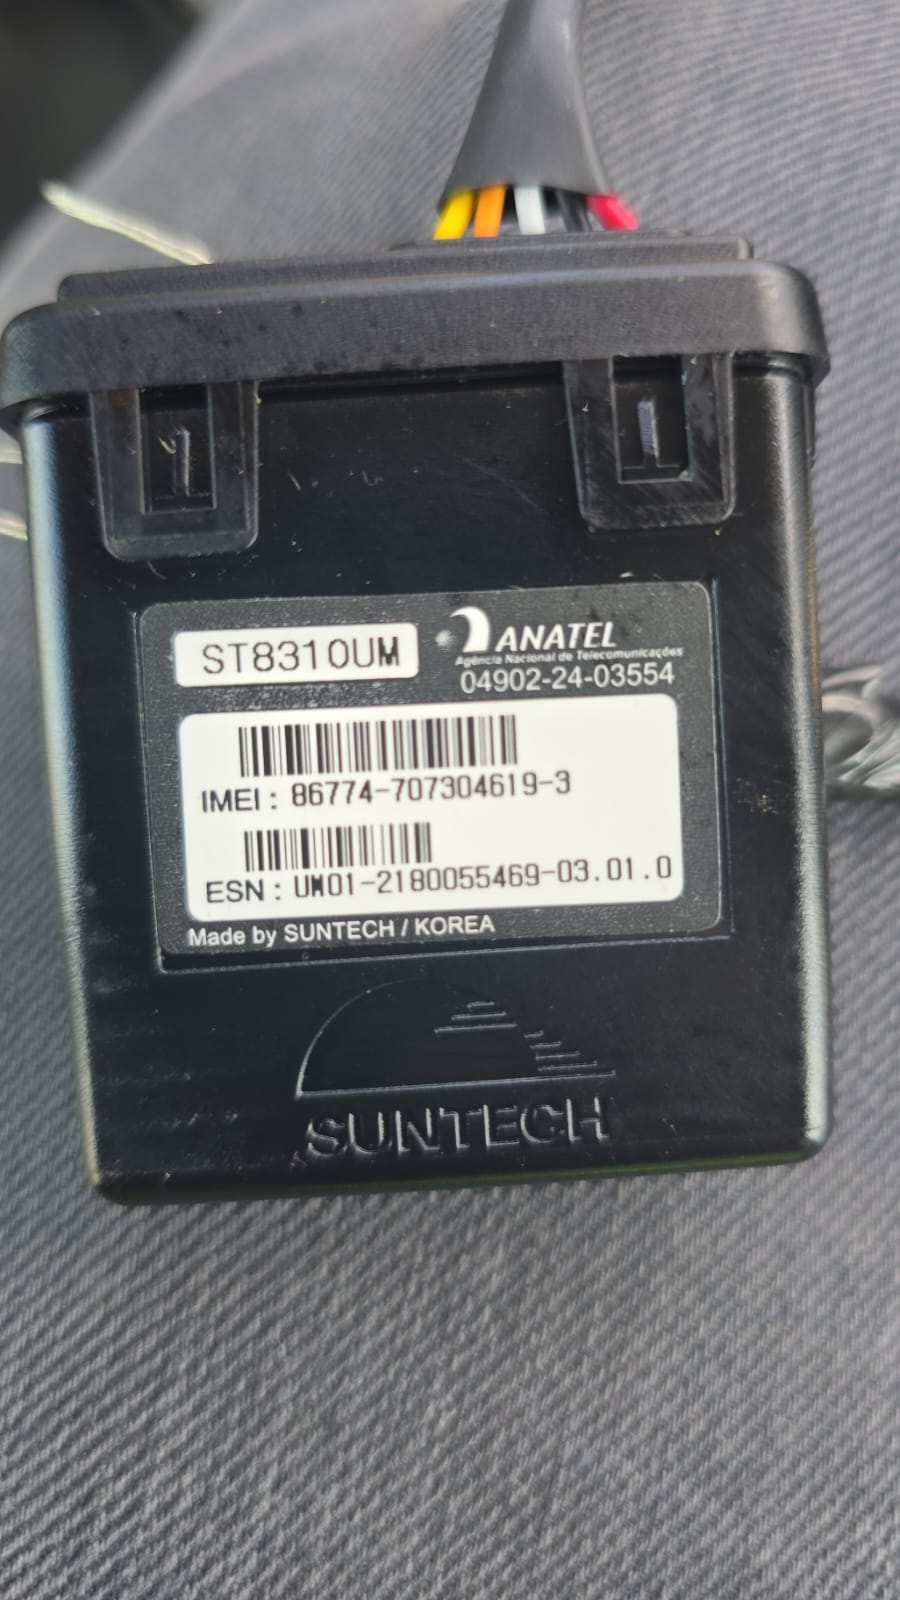 ST8310UM
ANATEL
Agência Nacional de Telecomunicações
04902-24-03554
IMEI : 86774-707304619-3
ESN : UM01-2180055469-03.01.0
Made by SUNTECH / KOREA
SUNTECH